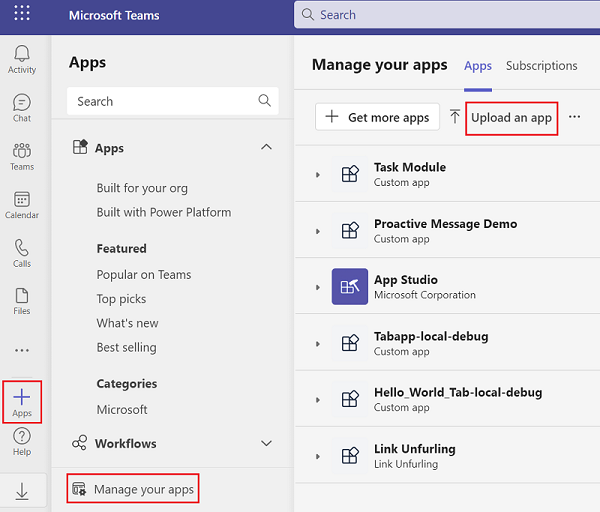 Microsoft Teams
Search
Activity
Chat
Teams
Calendar
Calls
Files
Apps
Help
Apps
Search
Apps
Built for your org
Built with Power Platform
Featured
Popular on Teams
Top picks
What's new
Best selling
Categories
Microsoft
Workflows
Manage your apps
Manage your apps
Apps
Subscriptions
Get more apps
Upload an app
Task Module
Custom app
Proactive Message Demo
Custom app
App Studio
Microsoft Corporation
Tabapp-local-debug
Custom app
Hello_World_Tab-local-debug
Custom app
Link Unfurling
Link Unfurling